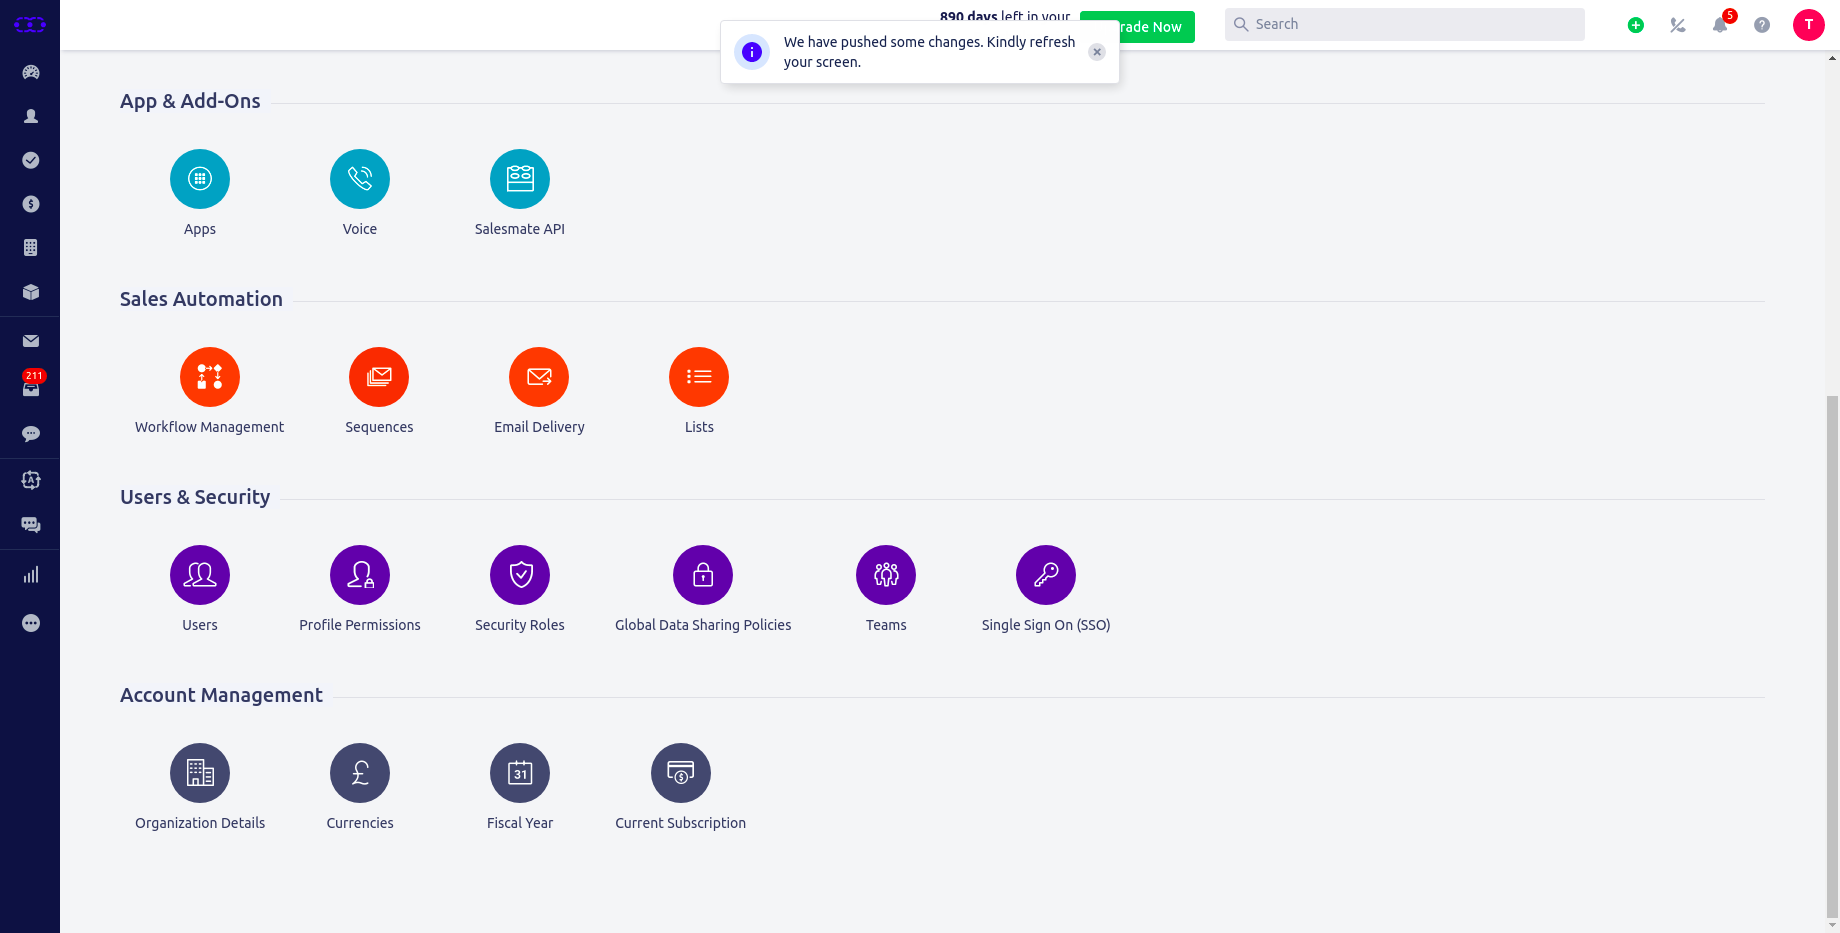 890 days left in your
rade Now
Search
5
T
We have pushed some changes. Kindly refresh
your screen.
App & Add-Ons
Apps
Voice
Salesmate API
Sales Automation
Workflow Management
Sequences
Email Delivery
Lists
211
A
Users & Security
Users
Profile Permissions
Security Roles
Global Data Sharing Policies
Teams
Single Sign On (SSO)
Account Management
31
Organization Details
Currencies
Fiscal Year
Current Subscription